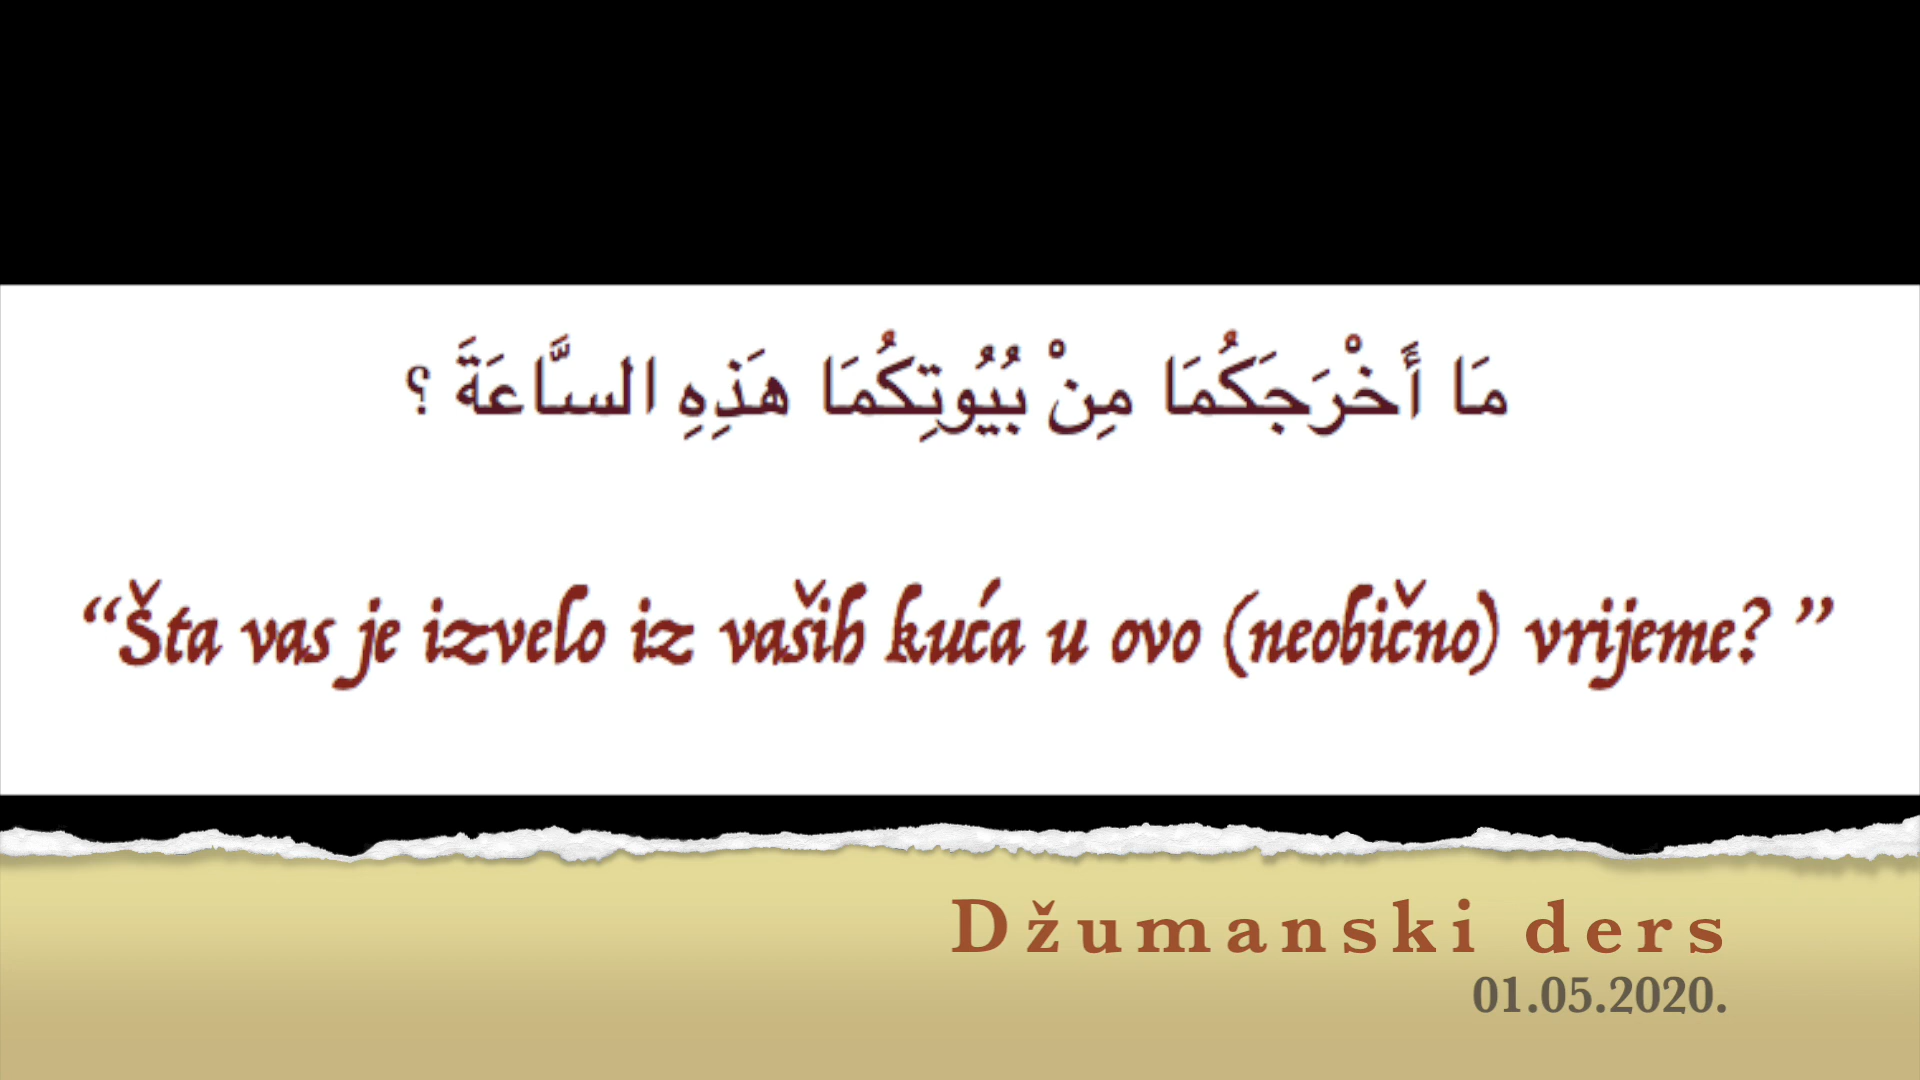 مَا أَخْرَجَكُمَا مِنْ بُيُوتِكُمَا هَذِهِ السَّاعَةَ ؟
“Šta vas je izvelo iz vaših kuća u ovo (neobično) vrijeme? ”
Džumanski ders
01.05.2020.